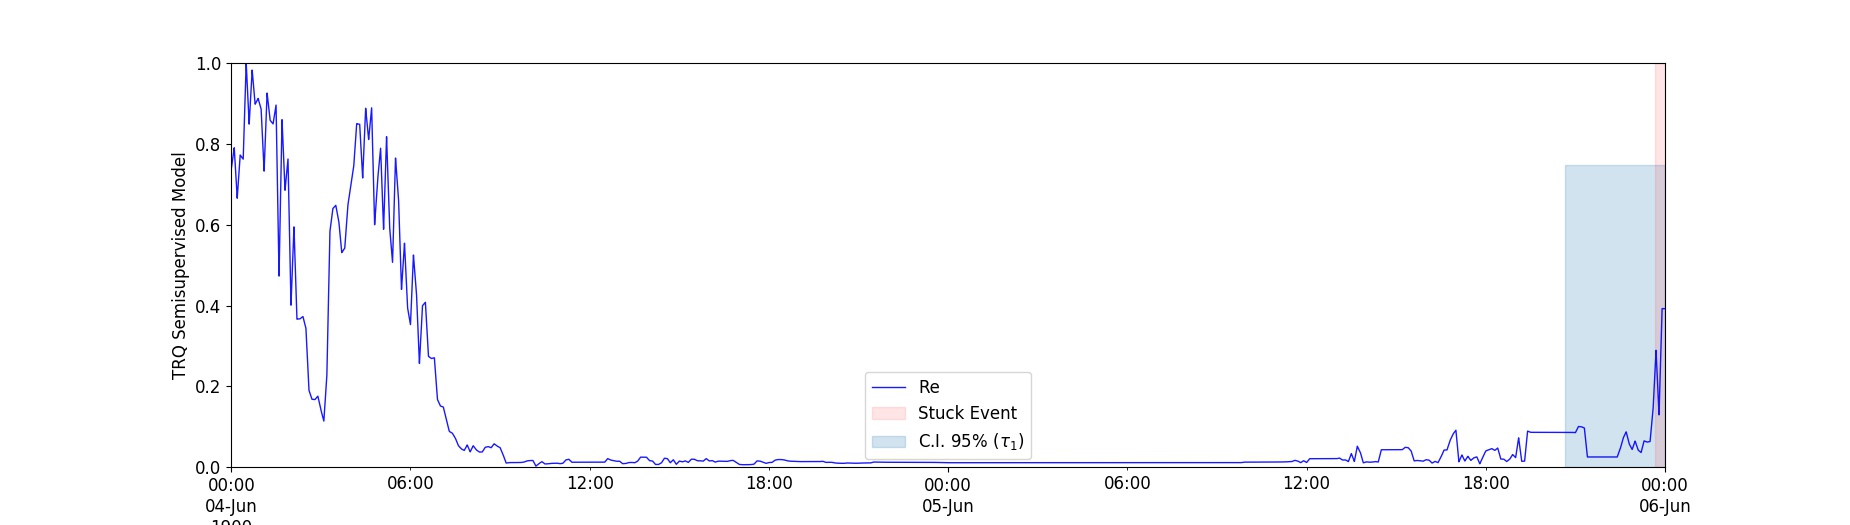 TRQ Semisupervised Model
1.0
0.8
0.6
0.4
0.2
0.0
Re
Stuck Event
C.I. 95% (τ₁)
00:00 06:00 12:00 18:00 00:00 06:00 12:00 18:00 00:00
04-Jun 05-Jun 06-Jun
1900